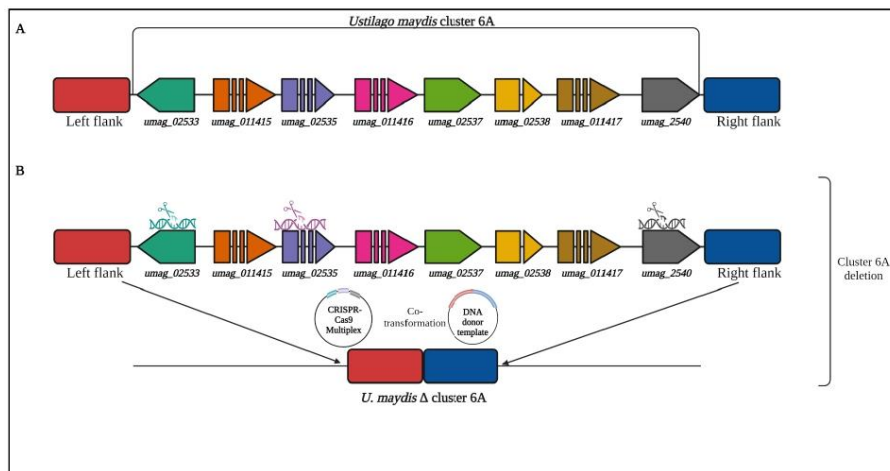 A
Ustilago maydis cluster 6A
Left flank
umag_02533
umag_011415
umag_02535
umag_011416
umag_02537
umag_02538
umag_011417
umag_2540
Right flank
B
Left flank
umag_02533
umag_011415
umag_02535
umag_011416
umag_02537
umag_02538
umag_011417
umag_2540
Right flank
Cluster 6A
deletion
CRISPR-
Cas9
Multiplex
Co-
transformation
DNA
donor
template
U. maydis Δ cluster 6A